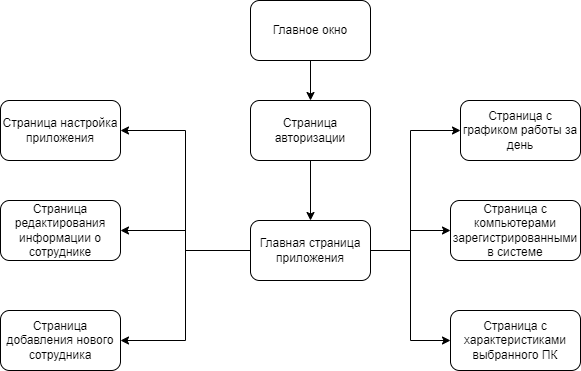 Главное окно
Страница
авторизации
Главная страница
приложения
Страница настройка
приложения
Страница
редактирования
информации о
сотруднике
Страница
добавления нового
сотрудника
Страница с
графиком работы за
день
Страница с
компьютерами
зарегистрированными
в системе
Страница с
характеристиками
выбранного ПК